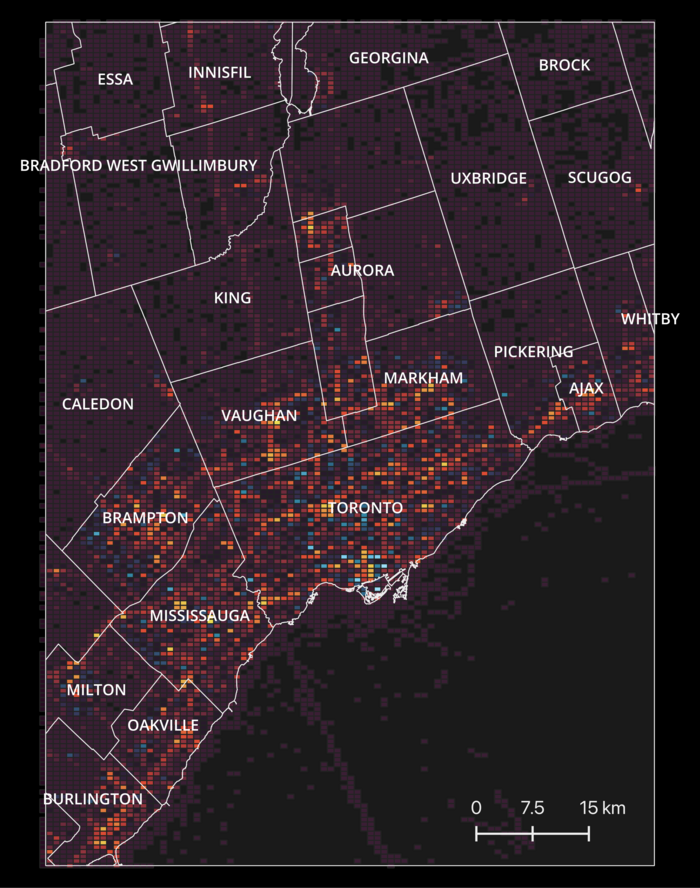 GEORGINA
BROCK
INNISFIL
ESSA
BRADFORD WEST GWILLIMBURY
UXBRIDGE
SCUGOG
AURORA
KING
WHITBY
PICKERING
MARKHAM
AJAX
CALEDON
VAUGHAN
TORONTO
BRAMPTON
MISSISSAUGA
MILTON
OAKVILLE
BURLINGTON
0 7.5 15 km